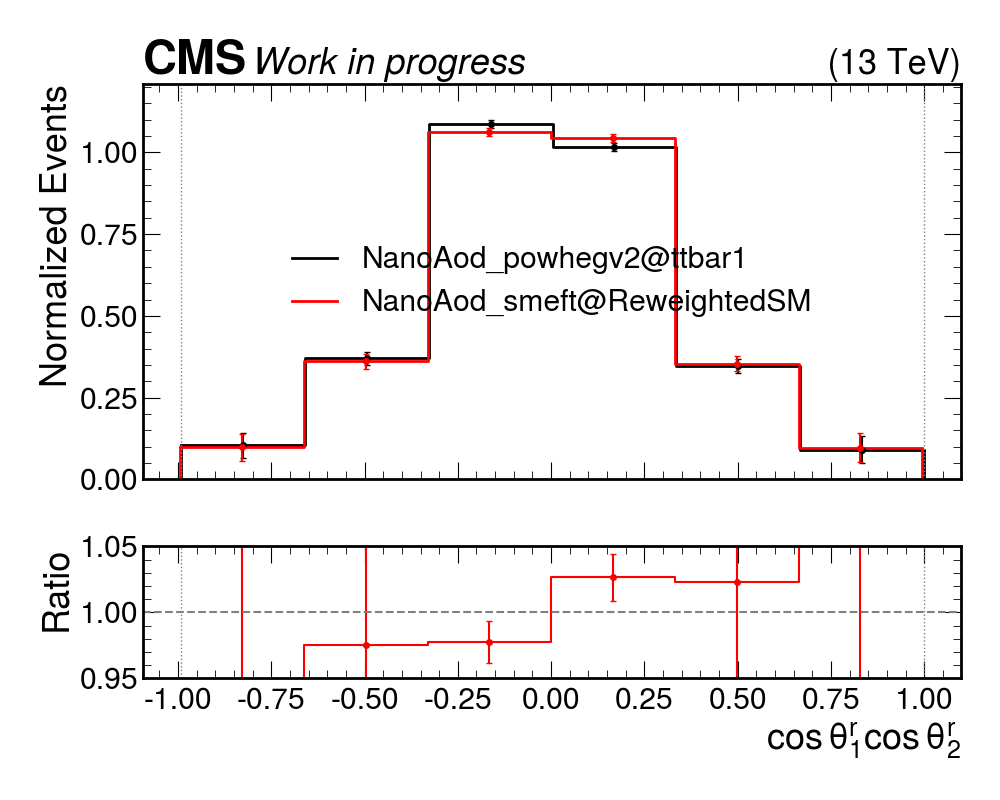 CMS Work in progress (13 TeV)
Normalized Events
1.00
0.75
0.50
0.25
0.00
NanoAod_powhegv2@ttbar1
NanoAod_smeft@ReweightedSM
Ratio
1.05
1.00
0.95
-1.00 -0.75 -0.50 -0.25 0.00 0.25 0.50 0.75 1.00
cos θ₁ʳcos θ₂ʳ